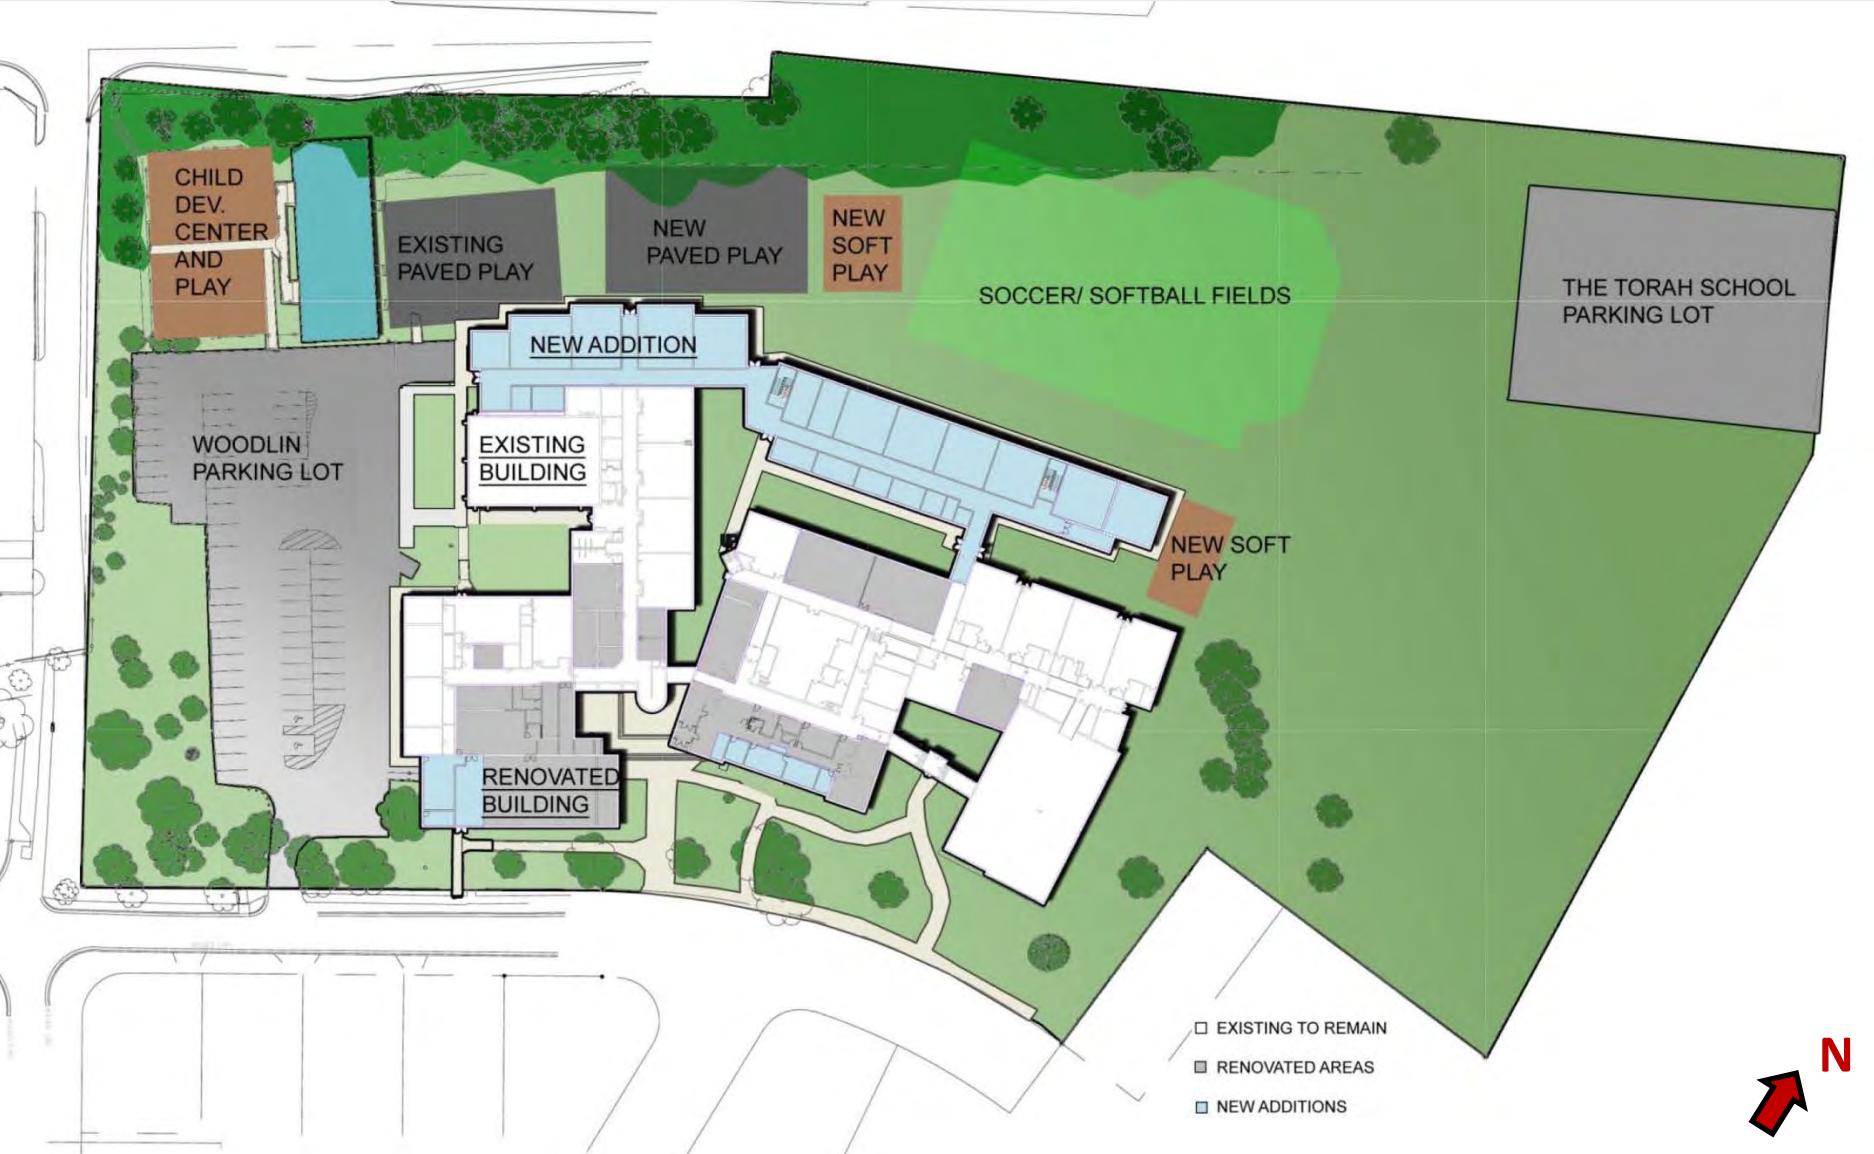 CHILD
DEV.
CENTER
AND
PLAY
EXISTING
PAVED PLAY
NEW
PAVED PLAY
NEW
SOFT
PLAY
SOCCER/ SOFTBALL FIELDS
THE TORAH SCHOOL
PARKING LOT
NEW ADDITION
WOODLIN
PARKING LOT
EXISTING
BUILDING
NEW SOFT
PLAY
RENOVATED
BUILDING
EXISTING TO REMAIN
RENOVATED AREAS
NEW ADDITIONS
N